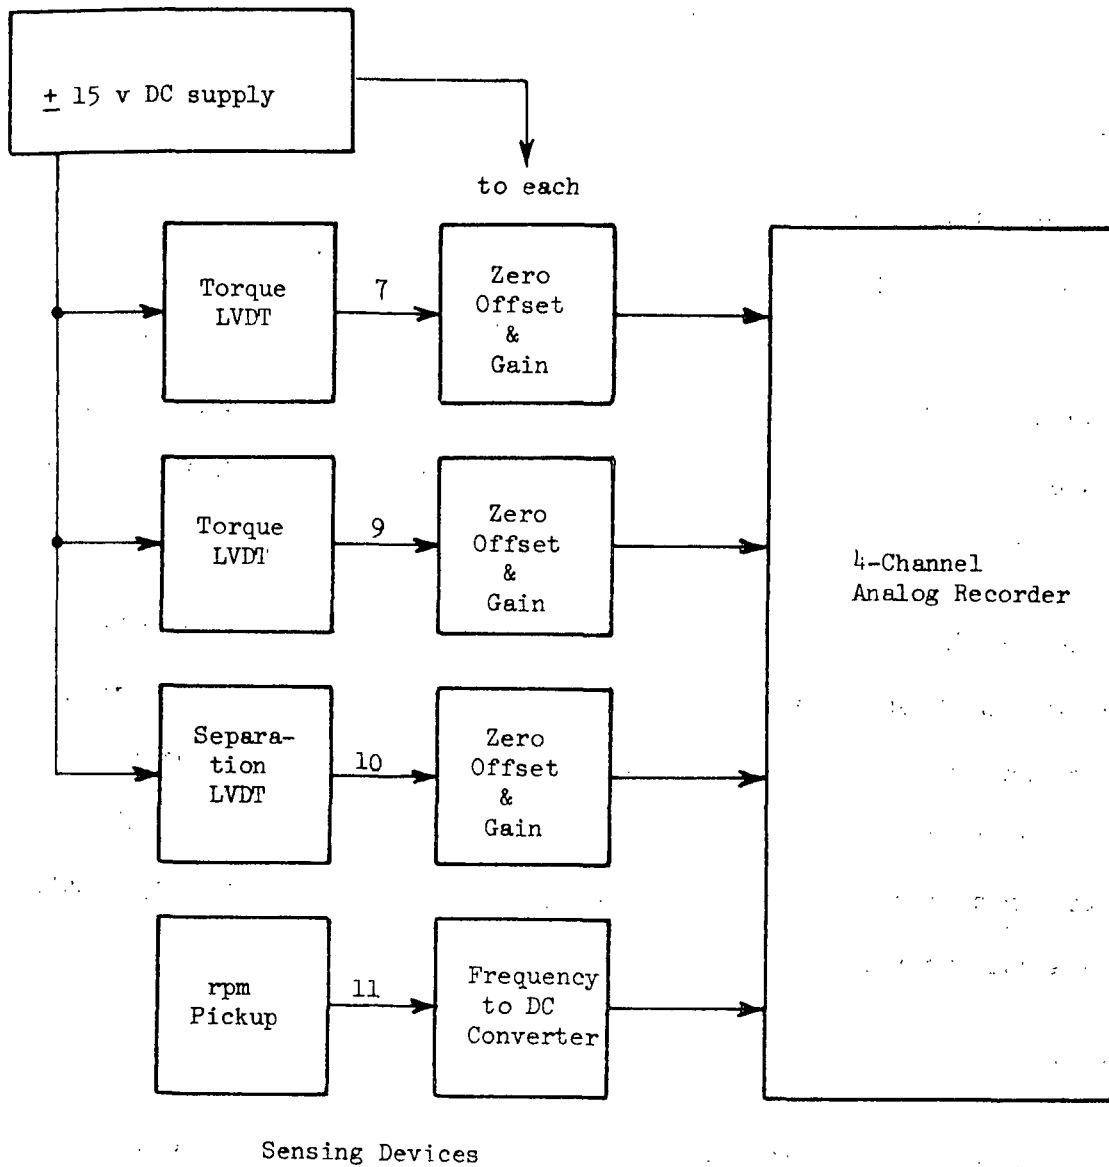 ± 15 v DC supply
to each
Torque
LVDT
7
Zero
Offset
&
Gain
Torque
LVDT
9
Zero
Offset
&
Gain
4-Channel
Analog Recorder
Separa-
tion
LVDT
10
Zero
Offset
&
Gain
rpm
Pickup
11
Frequency
to DC
Converter
Sensing Devices